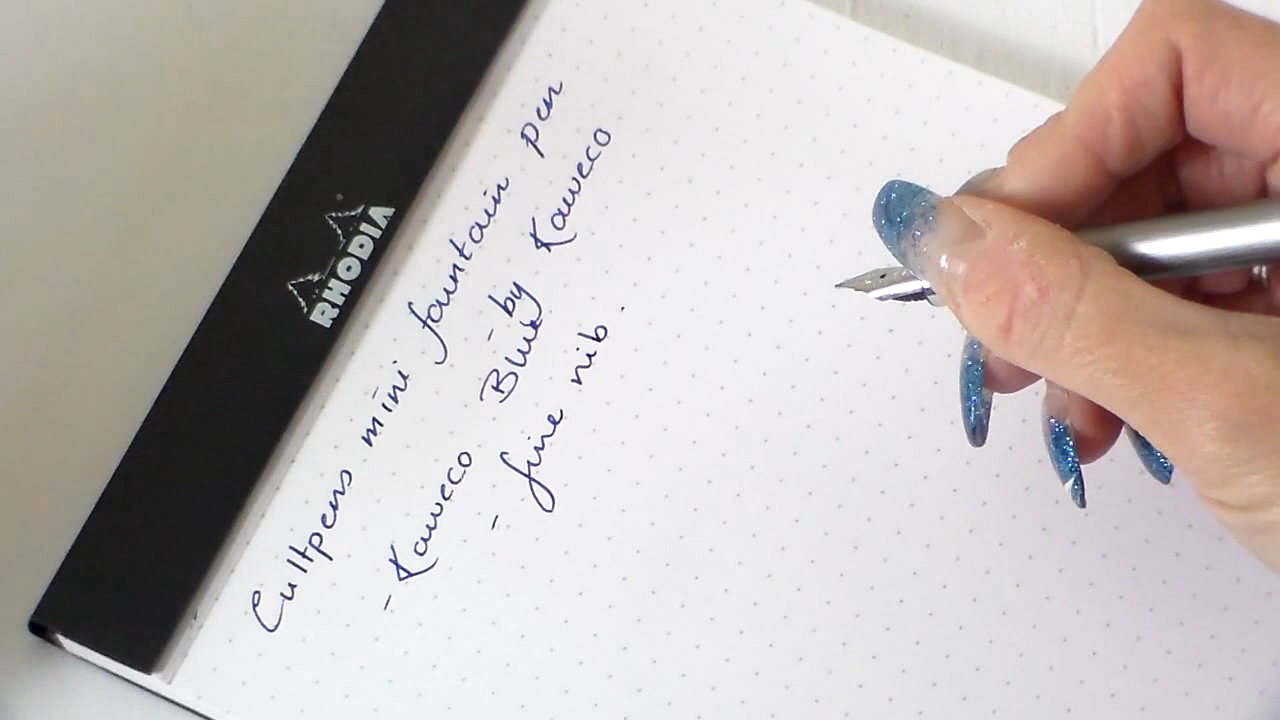 RHODIA
Cultpens mini fountain pen
- by Kaweco
- Kaweco Blue
- fine nib.